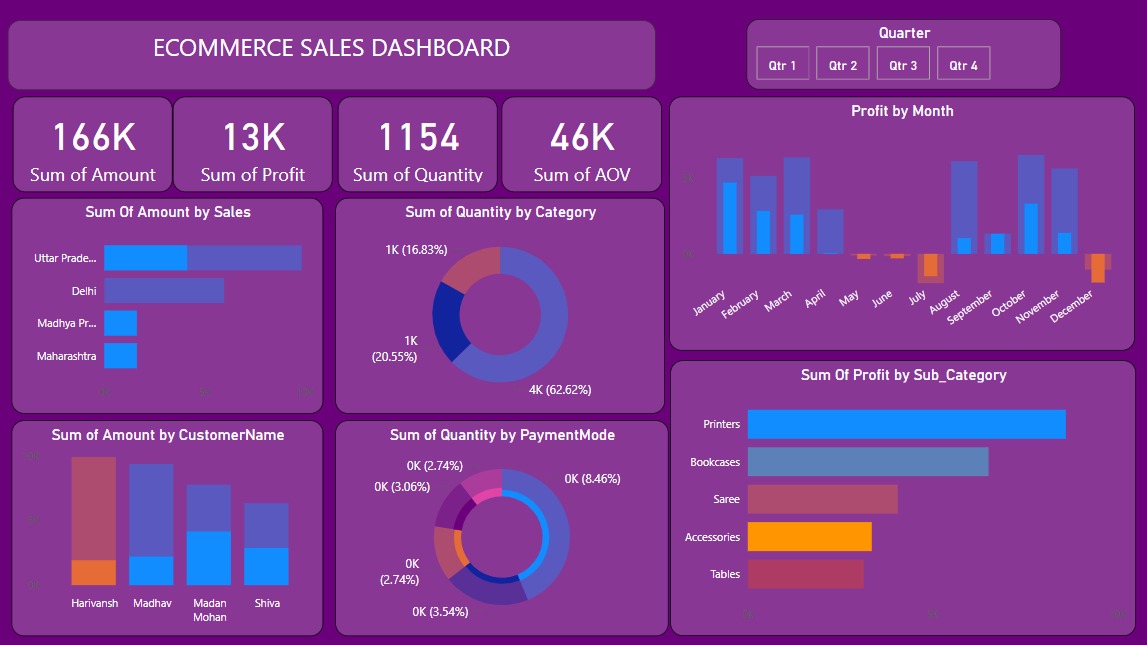 ECOMMERCE SALES DASHBOARD
Quarter
Qtr 1
Qtr 2
Qtr 3
Qtr 4
166K
Sum of Amount
13K
Sum of Profit
1154
Sum of Quantity
46K
Sum of AOV
Profit by Month
January
February
March
April
May
June
July
August
September
October
November
December
Sum Of Amount by Sales
Uttar Prade...
Delhi
Madhya Pr...
Maharashtra
Sum of Quantity by Category
1K (16.83%)
1K
(20.55%)
4K (62.62%)
Sum Of Profit by Sub_Category
Printers
Bookcases
Saree
Accessories
Tables
Sum of Amount by CustomerName
Harivansh
Madhav
Madan
Mohan
Shiva
Sum of Quantity by PaymentMode
0K (2.74%)
0K (8.46%)
0K (3.06%)
0K
(2.74%)
0K (3.54%)